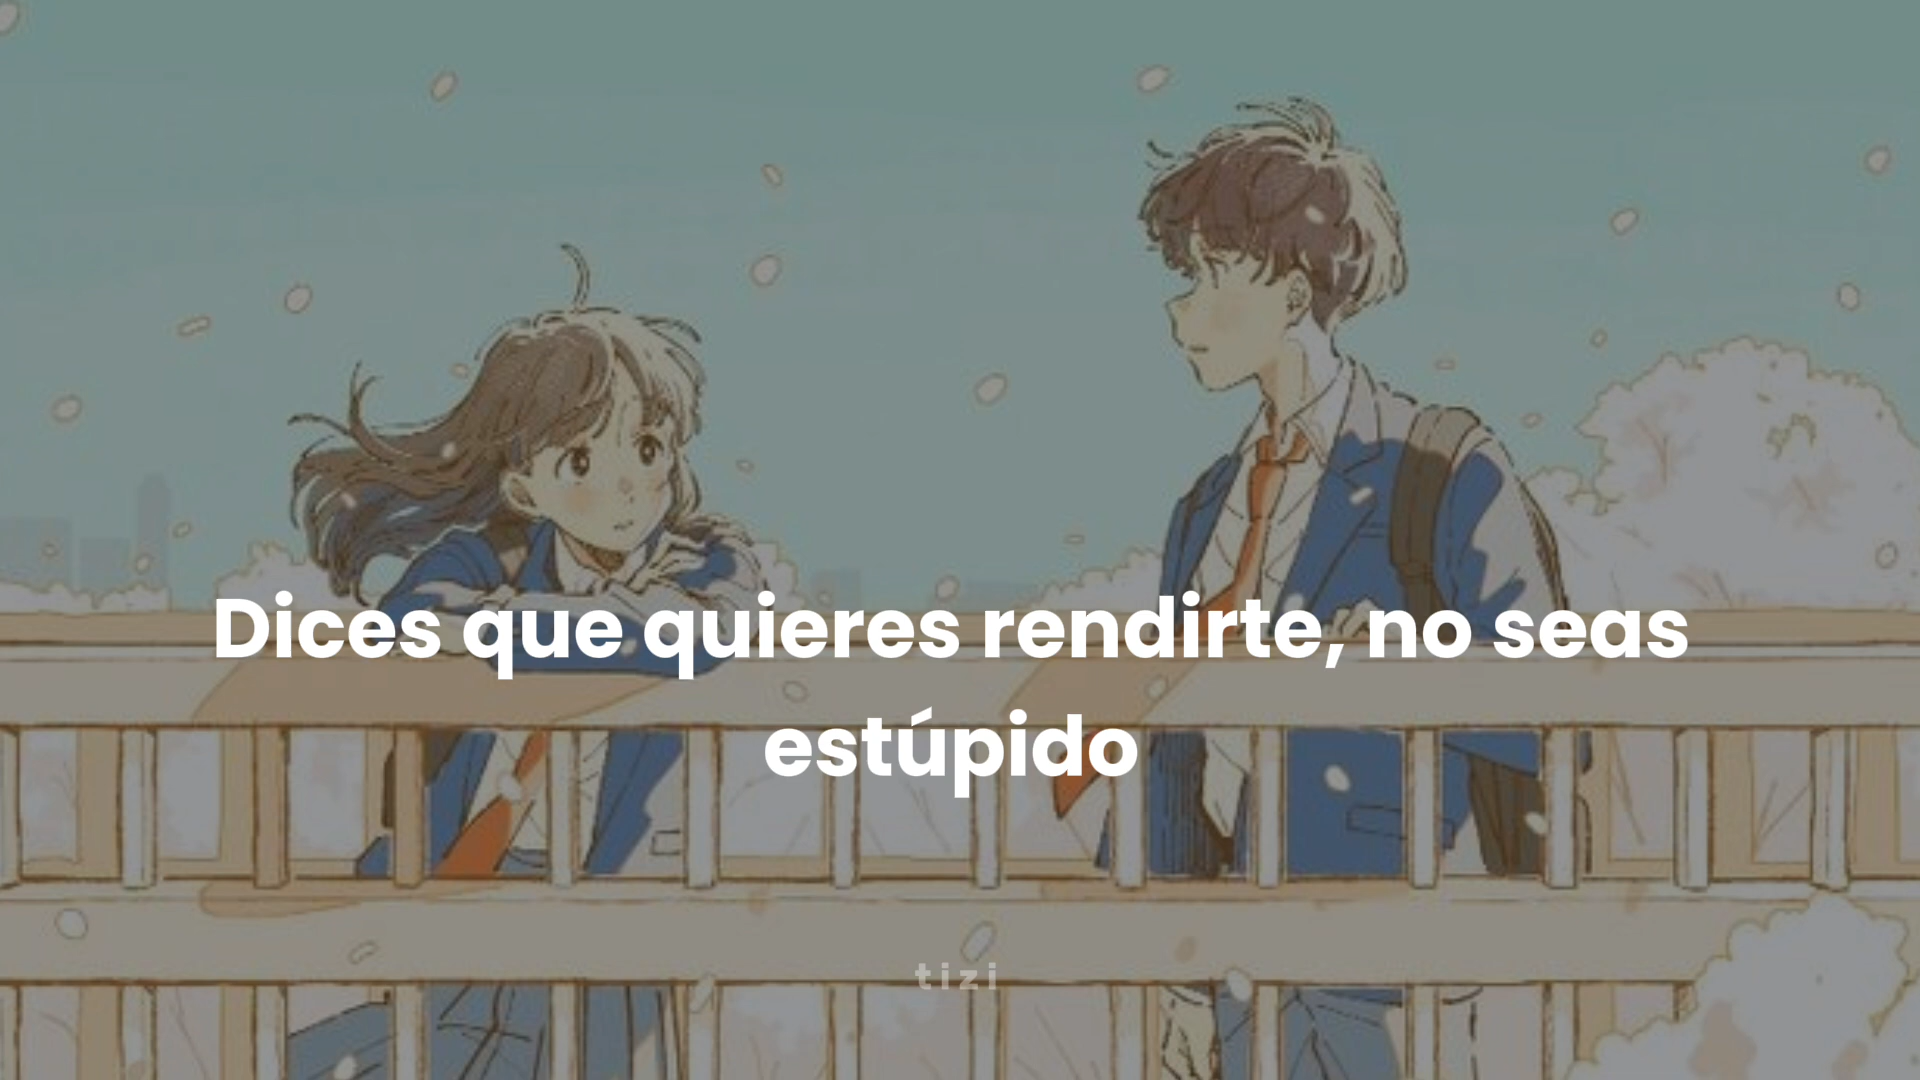 Dices que quieres rendirte, no seas
estúpido
tizi